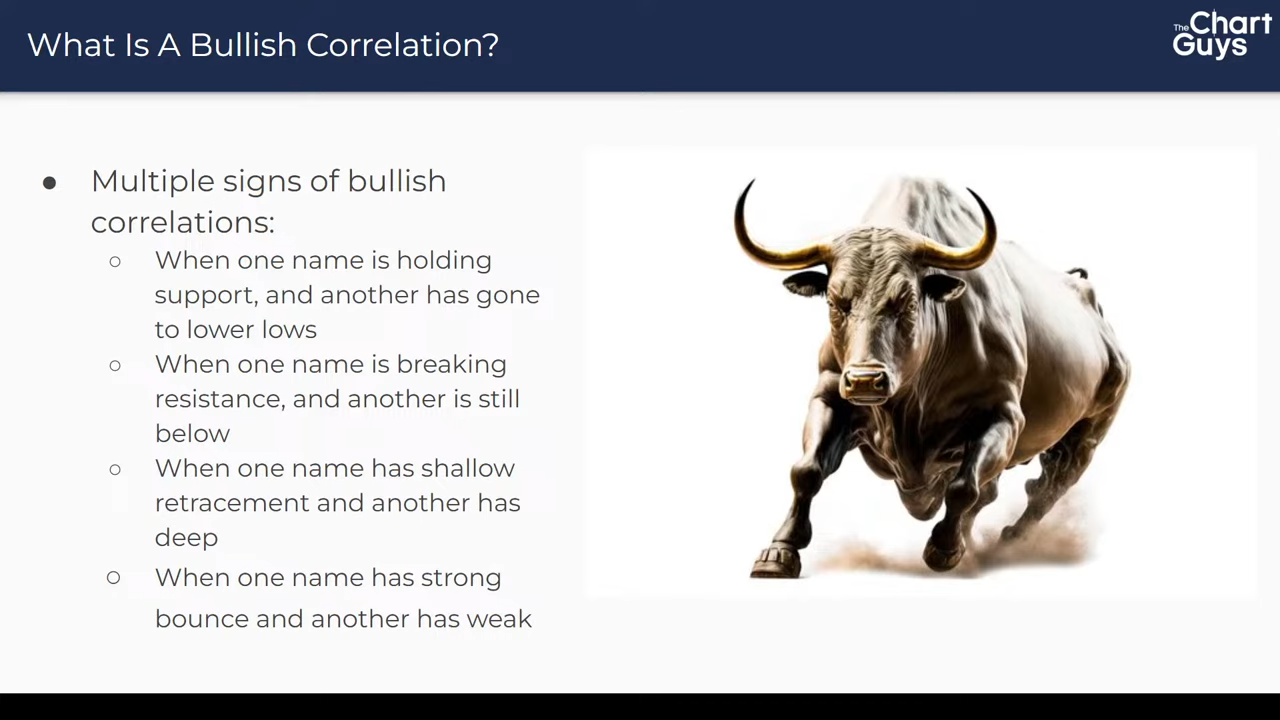 What Is A Bullish Correlation?
The Chart
Guys
● Multiple signs of bullish
correlations:
○ When one name is holding
support, and another has gone
to lower lows
○ When one name is breaking
resistance, and another is still
below
○ When one name has shallow
retracement and another has
deep
○ When one name has strong
bounce and another has weak